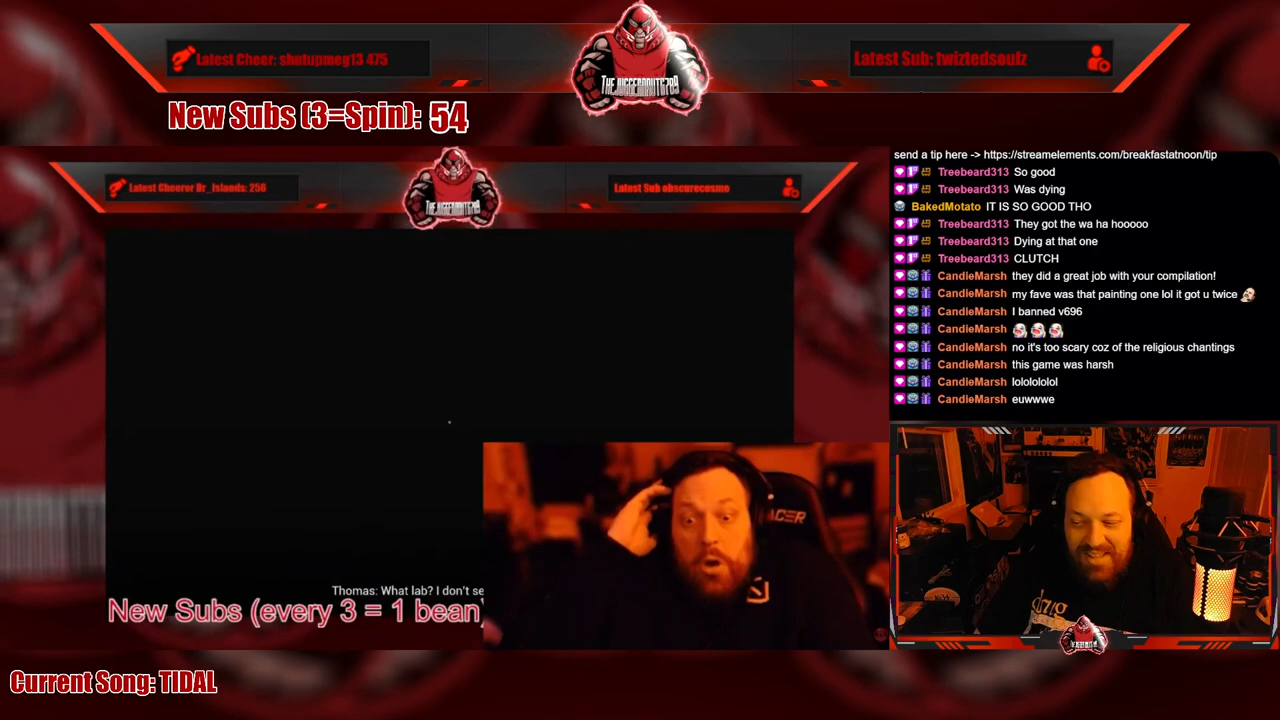 Latest Cheer: shutupmeg13 475
THEJUGGERNAUT6789
Latest Sub: twiztedsoulz
New Subs (3=Spin): 54
Latest Cheerer Dr_Islands: 256
THEJUGGERNAUT6789
Latest Sub obscurecosmo
send a tip here -> https://streamelements.com/breakfastatnoon/tip
Treebeard313 So good
Treebeard313 Was dying
BakedMotato IT IS SO GOOD THO
Treebeard313 They got the wa ha hooooo
Treebeard313 Dying at that one
Treebeard313 CLUTCH
CandieMarsh they did a great job with your compilation!
CandieMarsh my fave was that painting one lol it got u twice
CandieMarsh I banned v696
CandieMarsh
CandieMarsh no it's too scary coz of the religious chantings
CandieMarsh this game was harsh
CandieMarsh lolololol
CandieMarsh euwwwe
ACER
Thomas: What lab? I don't se
New Subs (every 3 = 1 bean)
Current Song: TIDAL